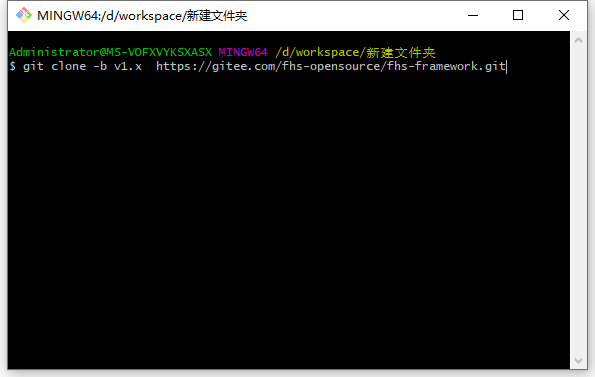 MINGW64:/d/workspace/新建文件夹
Administrator@MS-VOFXVYKSXASX MINGW64 /d/workspace/新建文件夹
$ git clone -b v1.x  https://gitee.com/fhs-opensource/fhs-framework.git